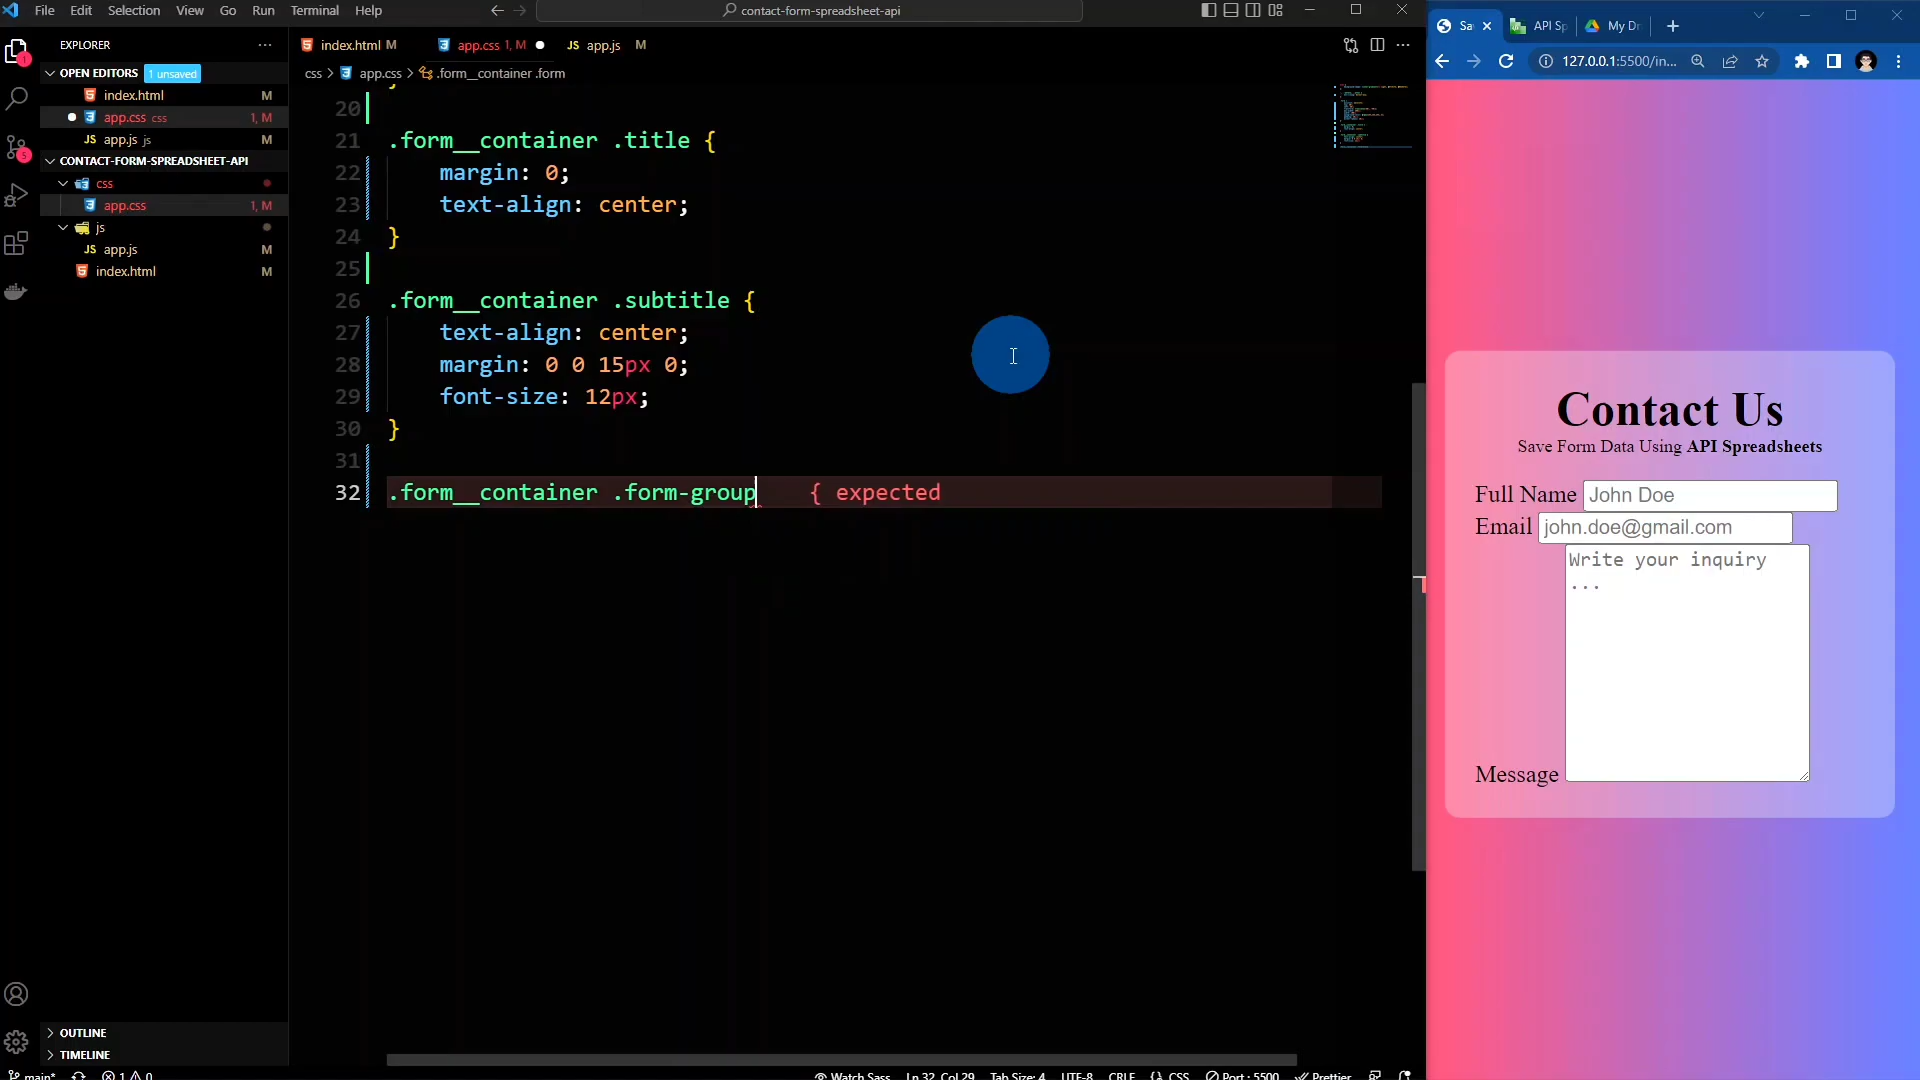 File Edit Selection View Go Run Terminal Help
contact-form-spreadsheet-api
EXPLORER
OPEN EDITORS 1 unsaved
index.html M
app.css css 1, M
app.js js M
CONTACT-FORM-SPREADSHEET-API
css
app.css 1, M
js
app.js M
index.html M
OUTLINE
TIMELINE
index.html M
app.css 1, M
app.js M
css > app.css > .form__container .form
20
21 .form__container .title {
22 margin: 0;
23 text-align: center;
24 }
25
26 .form__container .subtitle {
27 text-align: center;
28 margin: 0 0 15px 0;
29 font-size: 12px;
30 }
31
32 .form__container .form-group { expected
main* 1 0 Watch Sass Ln 32, Col 29 Tab Size: 4 UTF-8 CRLF CSS Port : 5500 Prettier
1
5
Sa API Sp My Dr
127.0.0.1:5500/in...
Contact Us
Save Form Data Using API Spreadsheets
Full Name John Doe
Email john.doe@gmail.com
Write your inquiry
...
Message